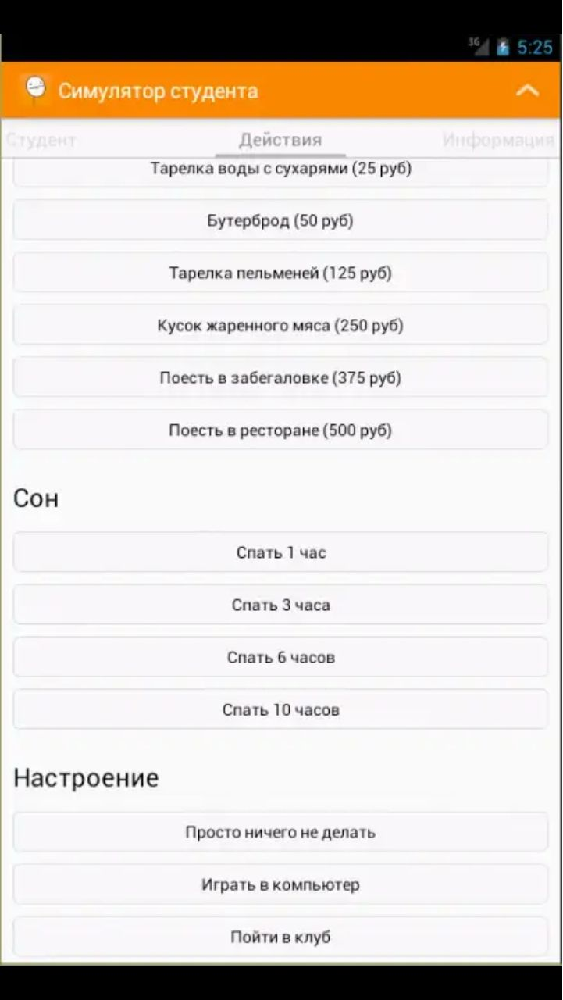 3G 5:25
Симулятор студента
Студент Действия Информация
Тарелка воды с сухарями (25 руб)
Бутерброд (50 руб)
Тарелка пельменей (125 руб)
Кусок жаренного мяса (250 руб)
Поесть в забегаловке (375 руб)
Поесть в ресторане (500 руб)
Сон
Спать 1 час
Спать 3 часа
Спать 6 часов
Спать 10 часов
Настроение
Просто ничего не делать
Играть в компьютер
Пойти в клуб